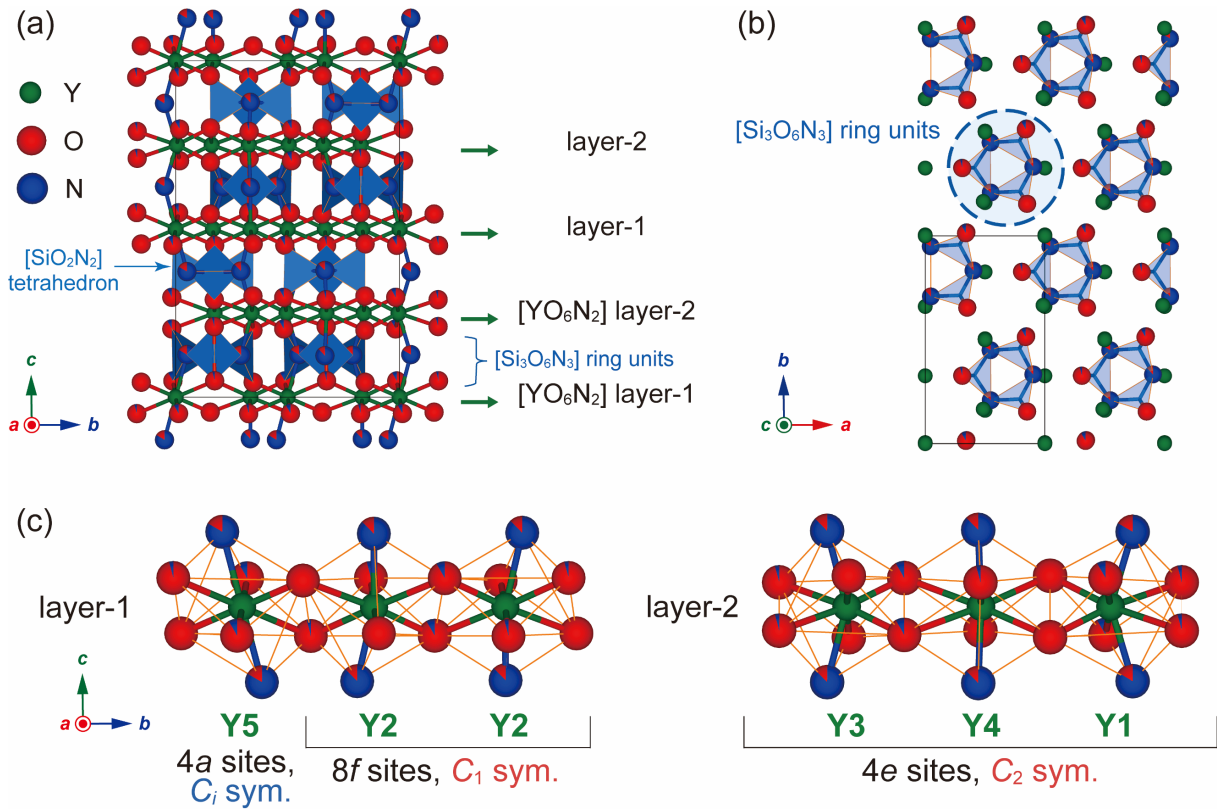 (a)
Y
O
N
[SiO₂N₂]
tetrahedron
layer-2
layer-1
[YO₆N₂] layer-2
[Si₃O₆N₃] ring units
[YO₆N₂] layer-1
c
a
b
(b)
[Si₃O₆N₃] ring units
b
c
a
(c)
layer-1
c
a
b
Y5
Y2
Y2
4a sites,
Cᵢ sym.
8f sites, C₁ sym.
layer-2
Y3
Y4
Y1
4e sites, C₂ sym.